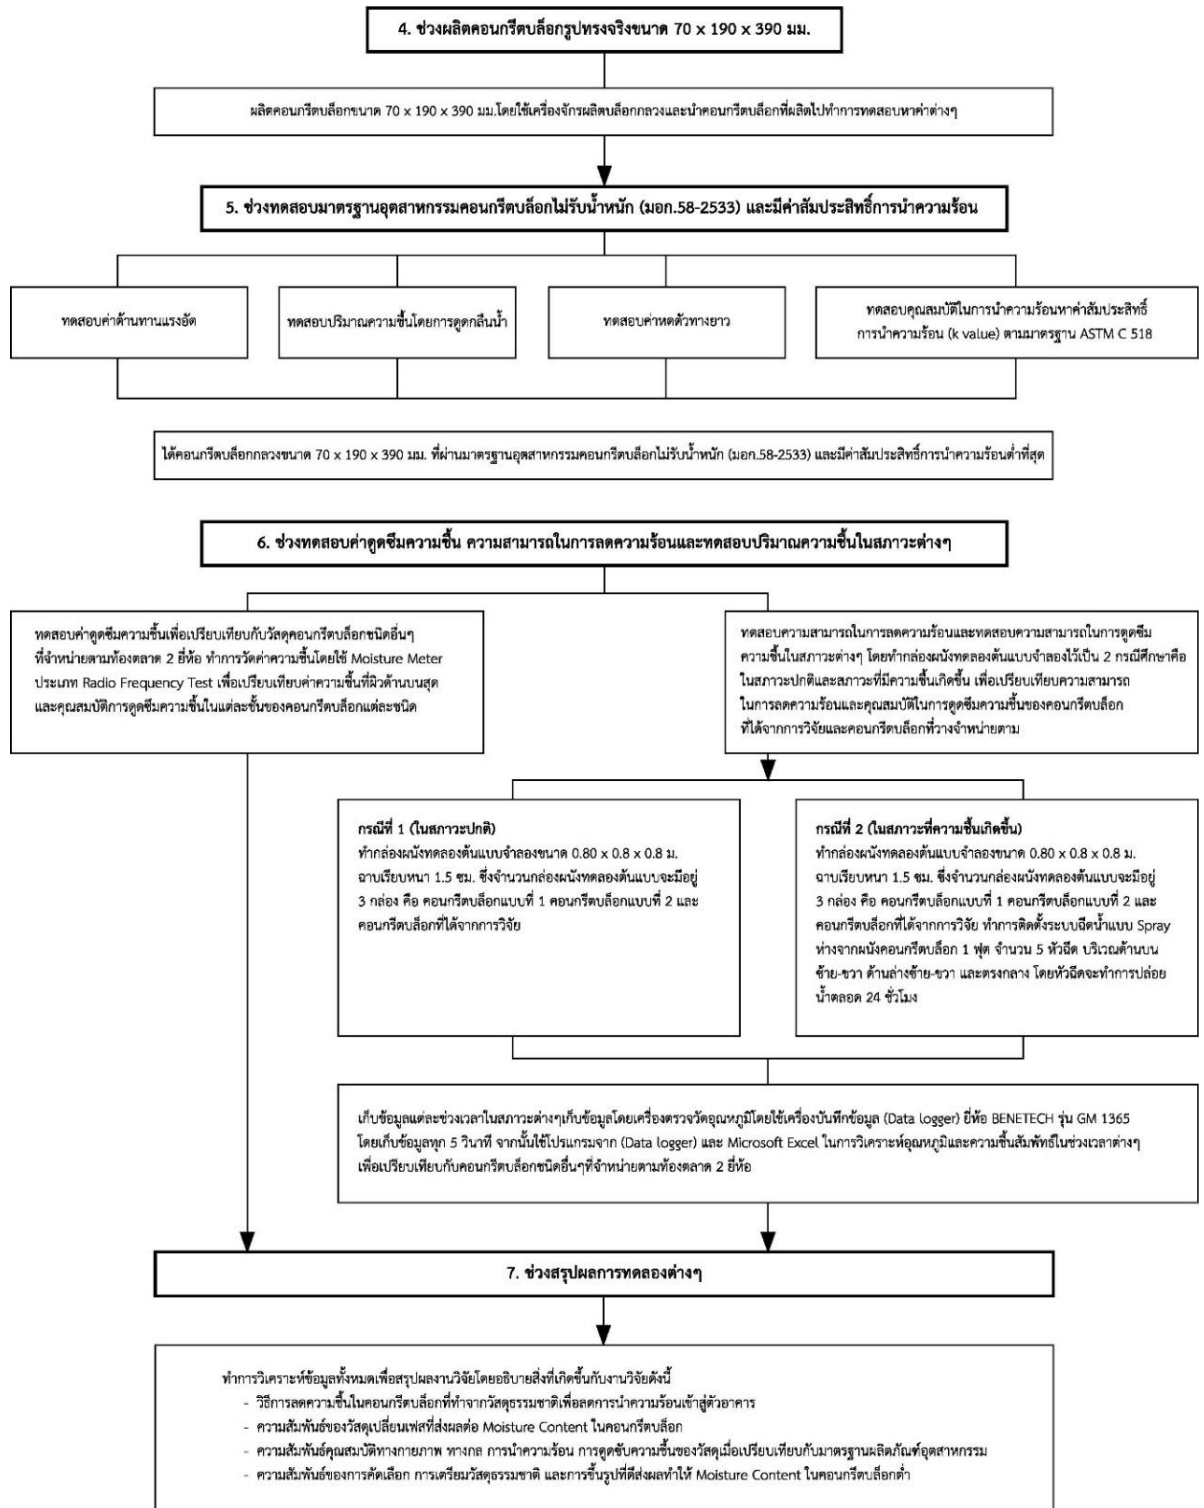 4. ช่วงผลิตคอนกรีตบล็อกรูปทรงจริงขนาด 70 x 190 x 390 มม.
ผลิตคอนกรีตบล็อกขนาด 70 x 190 x 390 มม.โดยใช้เครื่องจักรผลิตบล็อกกลวงและนำคอนกรีตบล็อกที่ผลิตไปทำการทดสอบหาค่าต่างๆ
5. ช่วงทดสอบมาตรฐานอุตสาหกรรมคอนกรีตบล็อกไม่รับน้ำหนัก (มอก.58-2533) และมีค่าสัมประสิทธิ์การนำความร้อน
ทดสอบค่าต้านทานแรงอัด
ทดสอบปริมาณความชื้นโดยการดูดกลืนน้ำ
ทดสอบค่าหดตัวทางยาว
ทดสอบคุณสมบัติในการนำความร้อนหาค่าสัมประสิทธิ์
การนำความร้อน (k value) ตามมาตรฐาน ASTM C 518
ได้คอนกรีตบล็อกกลวงขนาด 70 x 190 x 390 มม. ที่ผ่านมาตรฐานอุตสาหกรรมคอนกรีตบล็อกไม่รับน้ำหนัก (มอก.58-2533) และมีค่าสัมประสิทธิ์การนำความร้อนต่ำที่สุด
6. ช่วงทดสอบค่าดูดซึมความชื้น ความสามารถในการลดความร้อนและทดสอบปริมาณความชื้นในสภาวะต่างๆ
ทดสอบค่าดูดซึมความชื้นเพื่อเปรียบเทียบกับวัสดุคอนกรีตบล็อกชนิดอื่นๆ
ที่จำหน่ายตามท้องตลาด 2 ยี่ห้อ ทำการวัดค่าความชื้นโดยใช้ Moisture Meter
ประเภท Radio Frequency Test เพื่อเปรียบเทียบค่าความชื้นที่ผิวด้านบนสุด
และคุณสมบัติการดูดซึมความชื้นในแต่ละชั้นของคอนกรีตบล็อกแต่ละชนิด
ทดสอบความสามารถในการลดความร้อนและทดสอบความสามารถในการดูดซึม
ความชื้นในสภาวะต่างๆ โดยทำกล่องผนังทดลองต้นแบบจำลองไว้เป็น 2 กรณีศึกษาคือ
ในสภาวะปกติและสภาวะที่มีความชื้นเกิดขึ้น เพื่อเปรียบเทียบความสามารถ
ในการลดความร้อนและคุณสมบัติในการดูดซึมความชื้นของคอนกรีตบล็อก
ที่ได้จากการวิจัยและคอนกรีตบล็อกที่วางจำหน่ายตาม
กรณีที่ 1 (ในสภาวะปกติ)
ทำกล่องผนังทดลองต้นแบบจำลองขนาด 0.80 x 0.8 x 0.8 ม.
ฉาบเรียบหนา 1.5 ซม. ซึ่งจำนวนกล่องผนังทดลองต้นแบบจะมีอยู่
3 กล่อง คือ คอนกรีตบล็อกแบบที่ 1 คอนกรีตบล็อกแบบที่ 2 และ
คอนกรีตบล็อกที่ได้จากการวิจัย
กรณีที่ 2 (ในสภาวะที่ความชื้นเกิดขึ้น)
ทำกล่องผนังทดลองต้นแบบจำลองขนาด 0.80 x 0.8 x 0.8 ม.
ฉาบเรียบหนา 1.5 ซม. ซึ่งจำนวนกล่องผนังทดลองต้นแบบจะมีอยู่
3 กล่อง คือ คอนกรีตบล็อกแบบที่ 1 คอนกรีตบล็อกแบบที่ 2 และ
คอนกรีตบล็อกที่ได้จากการวิจัย ทำการติดตั้งระบบฉีดน้ำแบบ Spray
ห่างจากผนังคอนกรีตบล็อก 1 ฟุต จำนวน 5 หัวฉีด บริเวณด้านบน
ซ้าย-ขวา ด้านล่างซ้าย-ขวา และตรงกลาง โดยหัวฉีดจะทำการปล่อย
น้ำตลอด 24 ชั่วโมง
เก็บข้อมูลแต่ละช่วงเวลาในสภาวะต่างๆเก็บข้อมูลโดยเครื่องตรวจวัดอุณหภูมิโดยใช้เครื่องบันทึกข้อมูล (Data logger) ยี่ห้อ BENETECH รุ่น GM 1365
โดยเก็บข้อมูลทุก 5 วินาที จากนั้นใช้โปรแกรมจาก (Data logger) และ Microsoft Excel ในการวิเคราะห์อุณหภูมิและความชื้นสัมพัทธ์ในช่วงเวลาต่างๆ
เพื่อเปรียบเทียบกับคอนกรีตบล็อกชนิดอื่นๆที่จำหน่ายตามท้องตลาด 2 ยี่ห้อ
7. ช่วงสรุปผลการทดลองต่างๆ
ทำการวิเคราะห์ข้อมูลทั้งหมดเพื่อสรุปผลงานวิจัยโดยอธิบายสิ่งที่เกิดขึ้นกับงานวิจัยดังนี้
- วิธีการลดความชื้นในคอนกรีตบล็อกที่ทำจากวัสดุธรรมชาติเพื่อลดการนำความร้อนเข้าสู่ตัวอาคาร
- ความสัมพันธ์ของวัสดุเปลี่ยนเฟสที่ส่งผลต่อ Moisture Content ในคอนกรีตบล็อก
- ความสัมพันธ์คุณสมบัติทางกายภาพ ทางกล การนำความร้อน การดูดซับความชื้นของวัสดุเมื่อเปรียบเทียบกับมาตรฐานผลิตภัณฑ์อุตสาหกรรม
- ความสัมพันธ์ของการคัดเลือก การเตรียมวัสดุธรรมชาติ และการขึ้นรูปที่ดีส่งผลทำให้ Moisture Content ในคอนกรีตบล็อกต่ำ